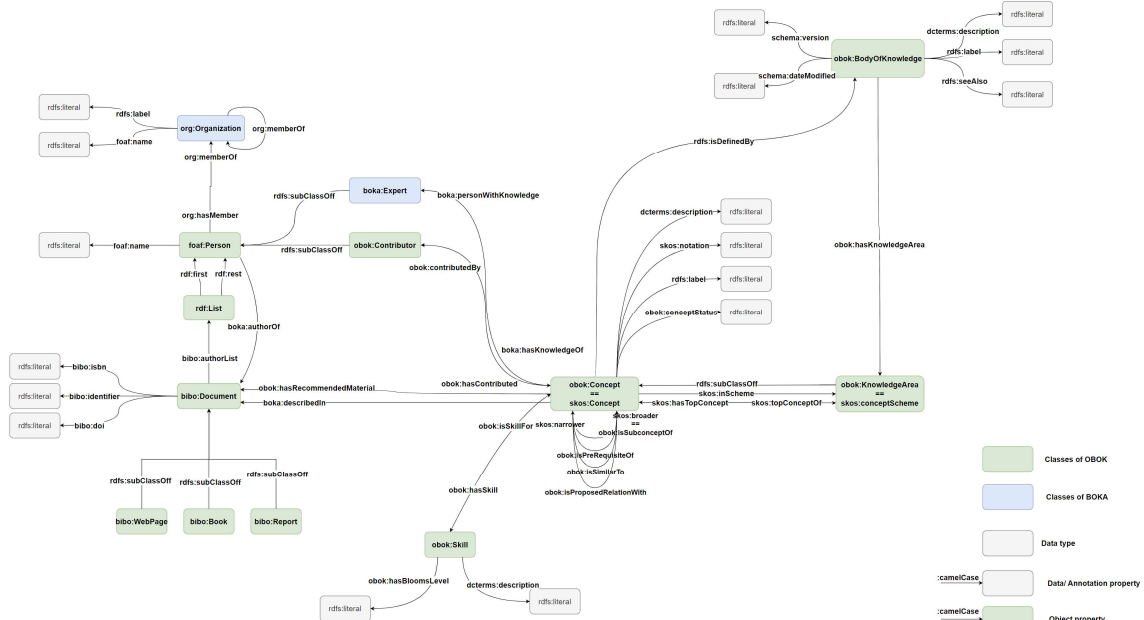 rdfs:literal
schema:version
rdfs:literal
schema:dateModified
obok:BodyOfKnowledge
rdfs:literal
dcterms:description
rdfs:label
rdfs:literal
rdfs:seeAlso
rdfs:literal
rdfs:literal
rdfs:label
rdfs:literal
foaf:name
org:Organization
org:memberOf
org:memberOf
org:hasMember
rdfs:isDefinedBy
rdfs:subClassOff
boka:Expert
boka:personWithKnowledge
rdfs:literal
foaf:name
foaf:Person
rdfs:subClassOff
obok:Contributor
obok:contributedBy
dcterms:description
rdfs:literal
skos:notation
rdfs:literal
rdfs:label
rdfs:literal
obok:conceptStatus
rdfs:literal
obok:hasKnowledgeArea
rdf:first
rdf:rest
rdf:List
boka:authorOf
bibo:authorList
boka:hasKnowledgeOf
obok:hasContributed
rdfs:literal
bibo:isbn
rdfs:literal
bibo:identifier
rdfs:literal
bibo:doi
bibo:Document
obok:hasRecommendedMaterial
boka:describedIn
obok:Concept
==
skos:Concept
rdfs:subClassOff
skos:inScheme
skos:hasTopConcept
skos:topConceptOf
obok:KnowledgeArea
==
skos:conceptScheme
obok:isSkillFor
skos:narrower
skos:broader
==
obok:isSubconceptOf
obok:isPreRequisiteOf
obok:isSimilarTo
obok:isProposedRelationWith
rdfs:subClassOff
rdfs:subClassOff
rdfs:subClassOff
bibo:WebPage
bibo:Book
bibo:Report
obok:hasSkill
obok:Skill
obok:hasBloomsLevel
dcterms:description
rdfs:literal
rdfs:literal
Classes of OBOK
Classes of BOKA
Data type
:camelCase
Data/ Annotation property
:camelCase
Object property